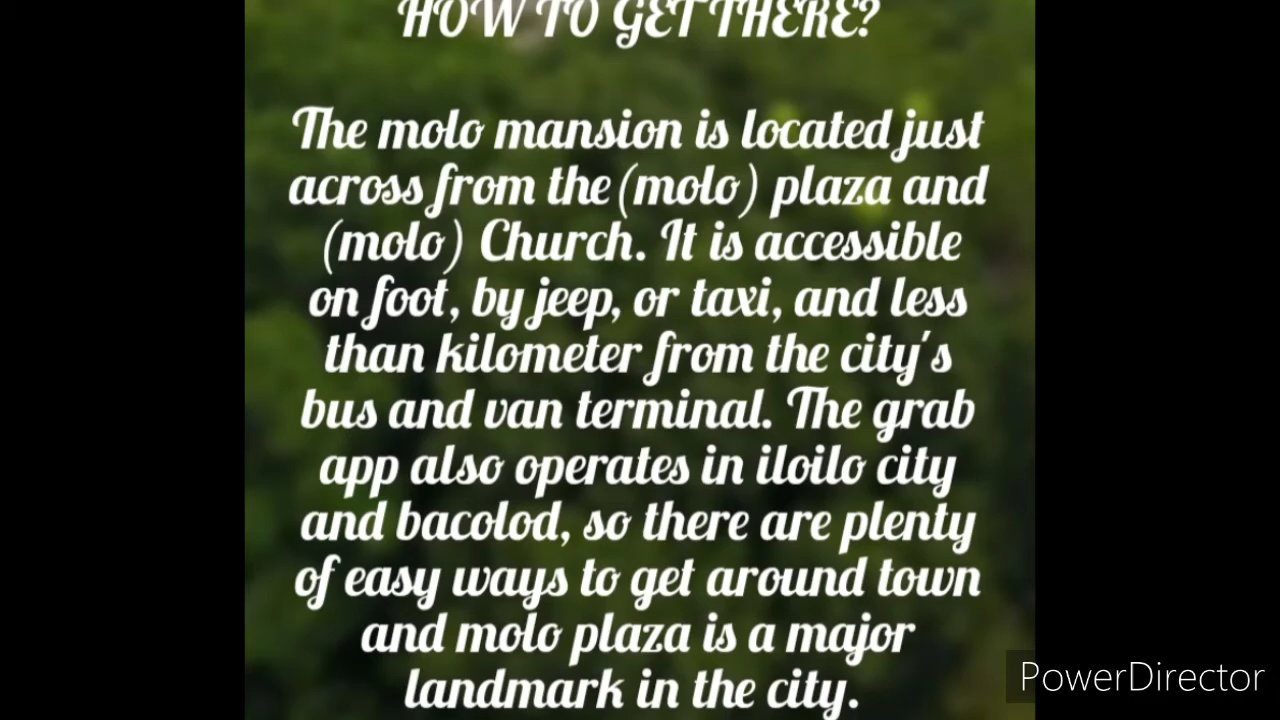 HOW TO GET THERE?
The molo mansion is located just
across from the (molo) plaza and
(molo) Church. It is accessible
on foot, by jeep, or taxi, and less
than kilometer from the city's
bus and van terminal. The grab
app also operates in iloilo city
and bacolod, so there are plenty
of easy ways to get around town
and molo plaza is a major
landmark in the city.
PowerDirector